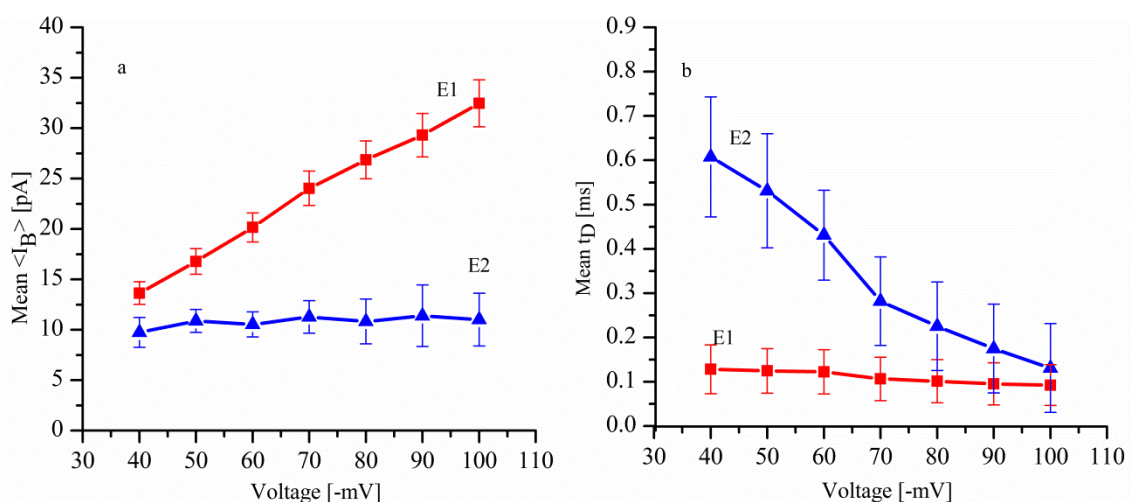 a
E1
E2
40
35
30
25
20
15
10
5
0
30 40 50 60 70 80 90 100 110
Mean <I_B> [pA]
Voltage [-mV]
b
E2
E1
0.9
0.8
0.7
0.6
0.5
0.4
0.3
0.2
0.1
0.0
30 40 50 60 70 80 90 100 110
Mean t_D [ms]
Voltage [-mV]